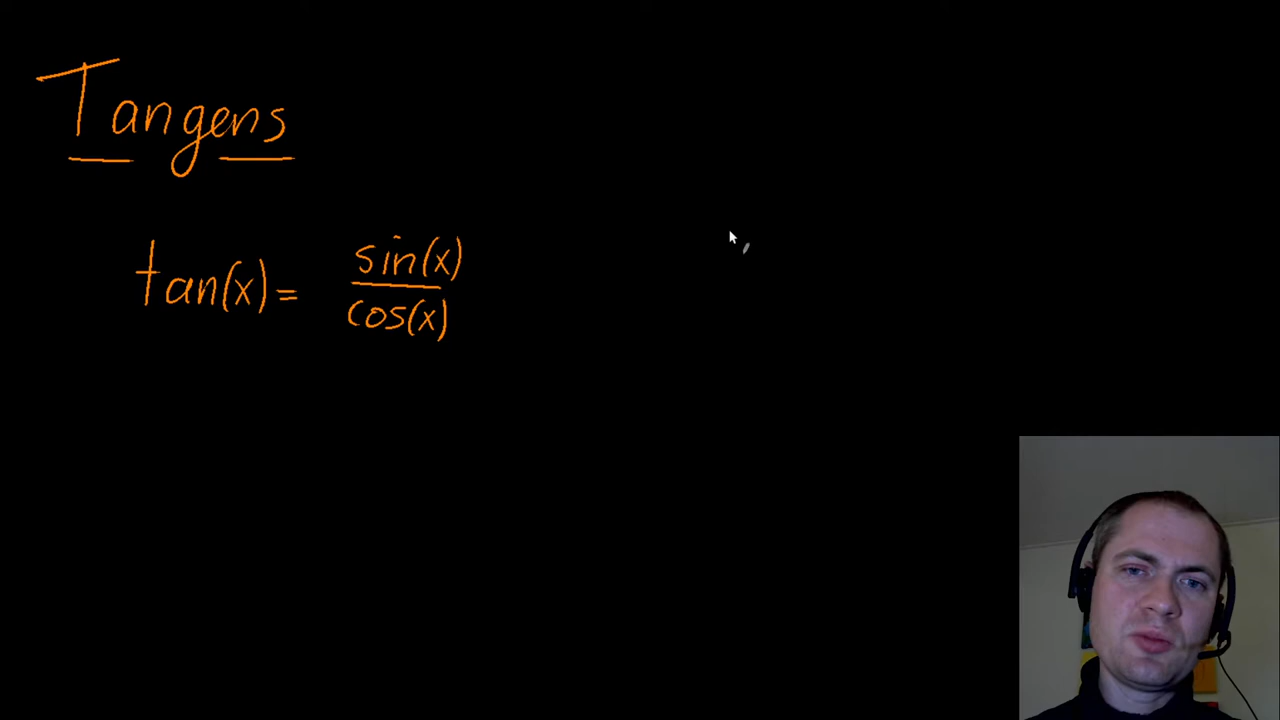 Tangens
tan(x) = sin(x)/cos(x)